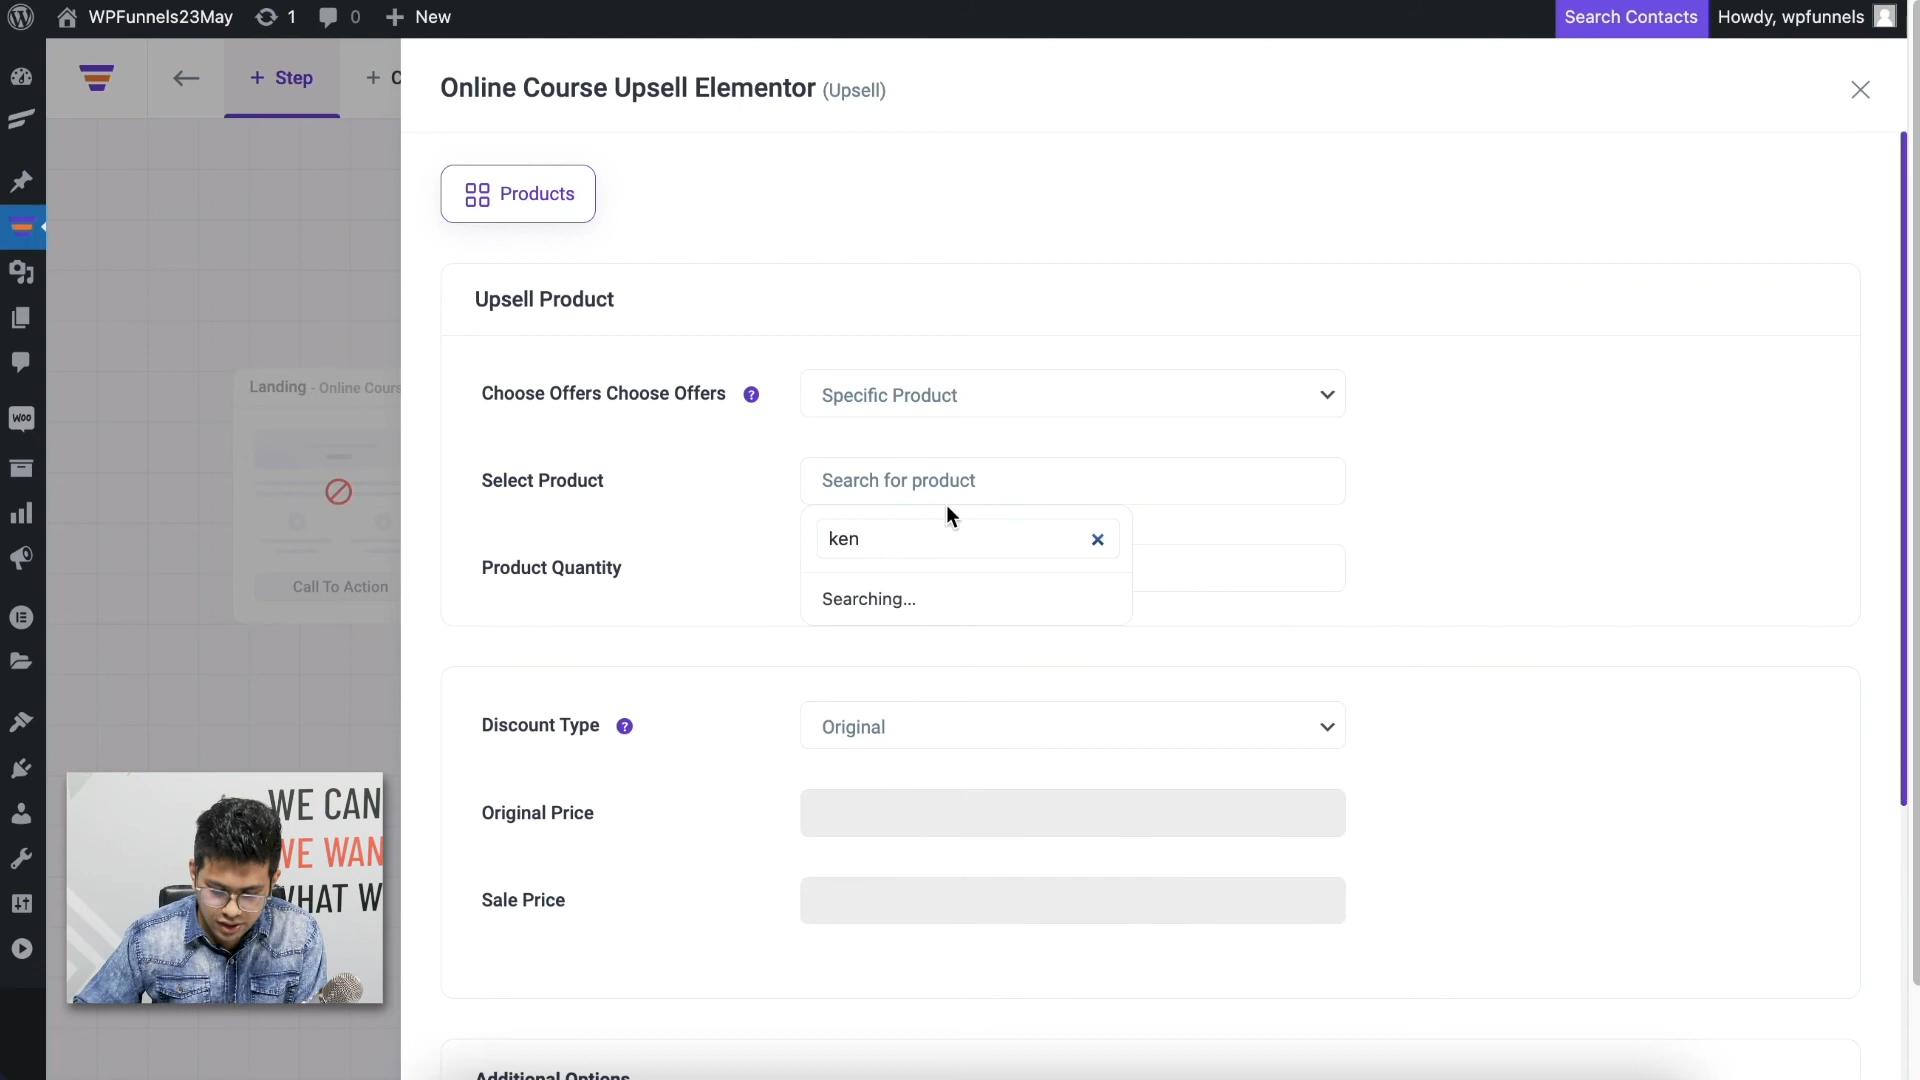 WPFunnels23May 1 0 New Search Contacts Howdy, wpfunnels
+ Step + C
Online Course Upsell Elementor (Upsell)
Products
Upsell Product
Choose Offers Choose Offers ? Specific Product
Select Product Search for product
ken
Product Quantity
Searching...
Landing - Online Cours
Call To Action
WOO
Discount Type ? Original
Original Price
Sale Price
WE CAN
WE WAN
WHAT W
Additional Options